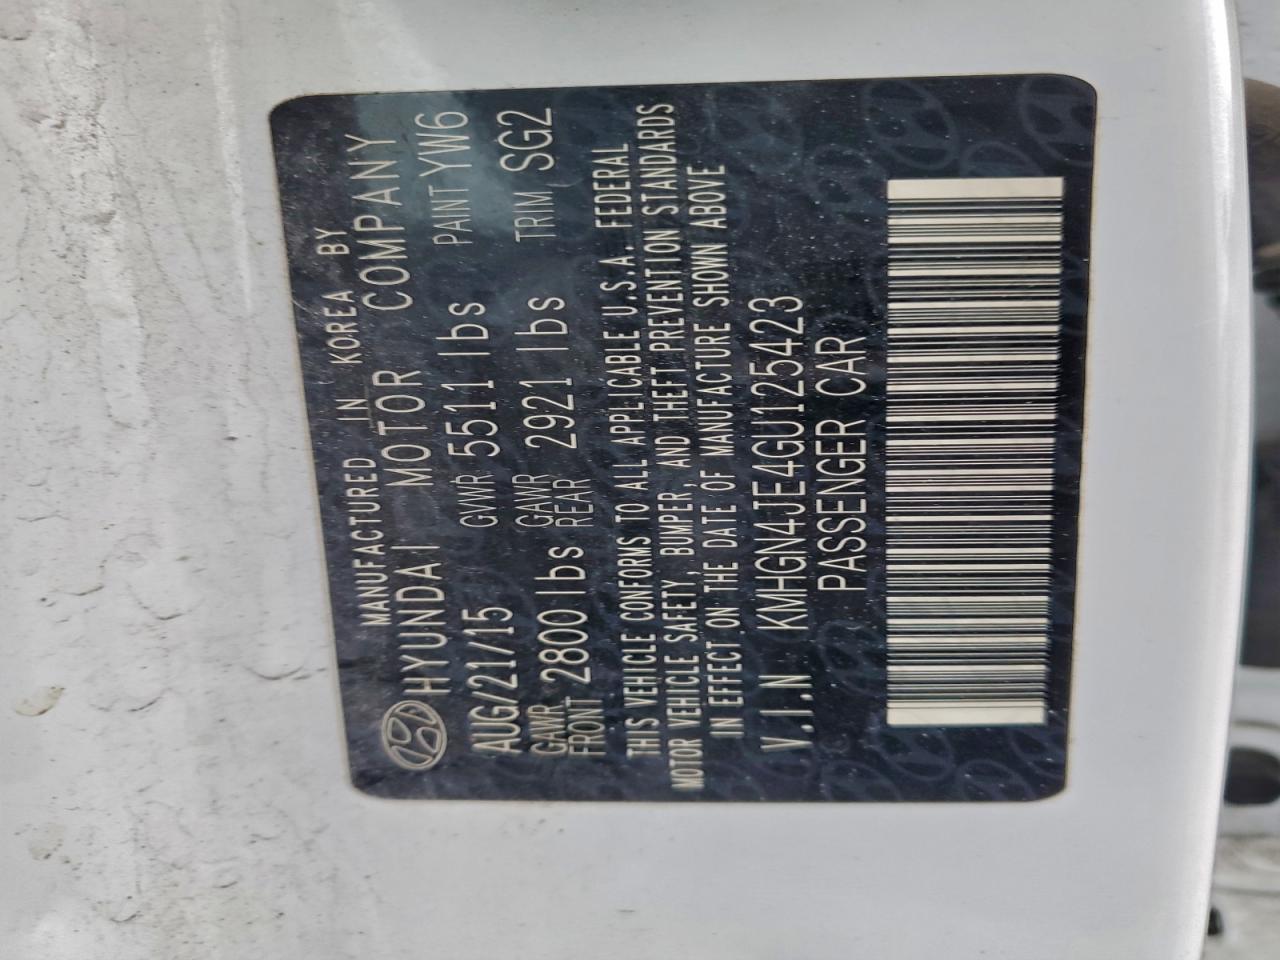 MANUFACTURED IN KOREA BY
HYUNDAI MOTOR COMPANY
AUG/21/15 GVWR 5511 lbs PAINT YW6
GAWR FRONT 2800 lbs GAWR REAR 2921 lbs TRIM SG2
THIS VEHICLE CONFORMS TO ALL APPLICABLE U.S.A. FEDERAL
MOTOR VEHICLE SAFETY, BUMPER, AND THEFT PREVENTION STANDARDS
IN EFFECT ON THE DATE OF MANUFACTURE SHOWN ABOVE
V.I.N KMHGN4JE4GU125423
PASSENGER CAR